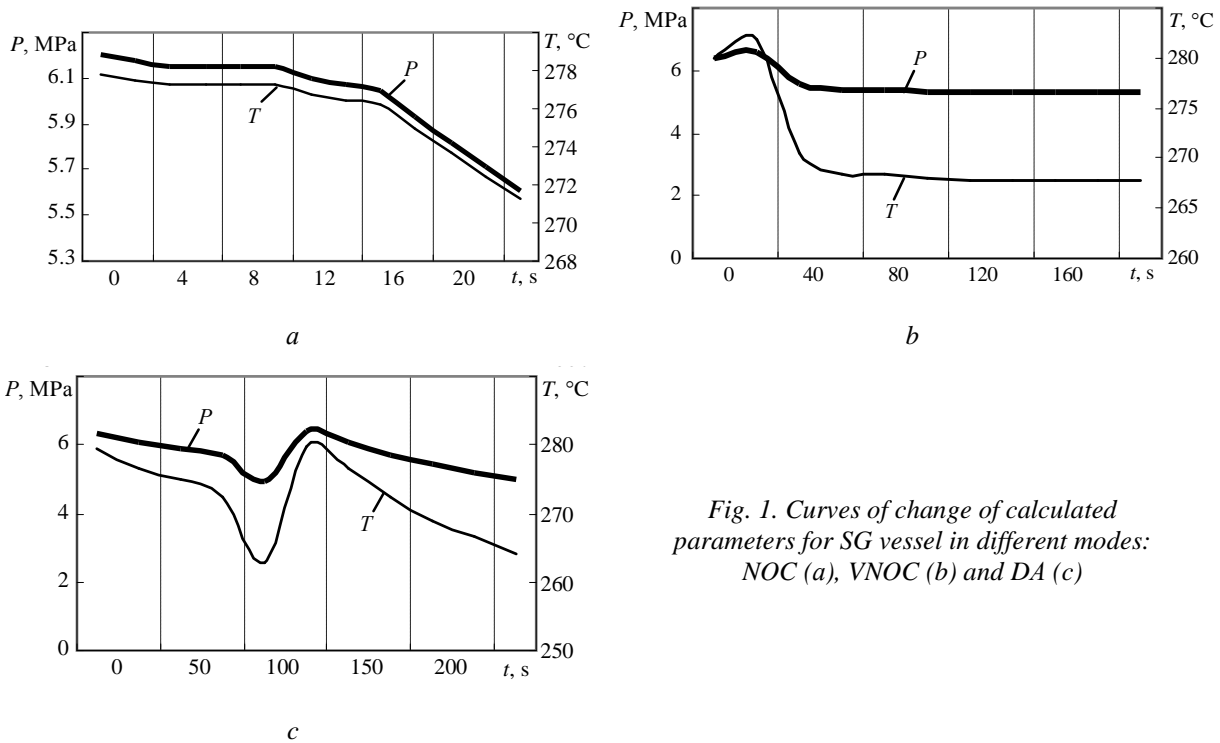 P, MPa
T, °C
6.1
5.9
5.7
5.5
5.3
278
276
274
272
270
268
P
T
0 4 8 12 16 20 t, s
a
P, MPa
T, °C
6
4
2
0
280
275
270
265
260
P
T
0 40 80 120 160 t, s
b
P, MPa
T, °C
6
4
2
0
280
270
260
250
P
T
0 50 100 150 200 t, s
c
Fig. 1. Curves of change of calculated
parameters for SG vessel in different modes:
NOC (a), VNOC (b) and DA (c)